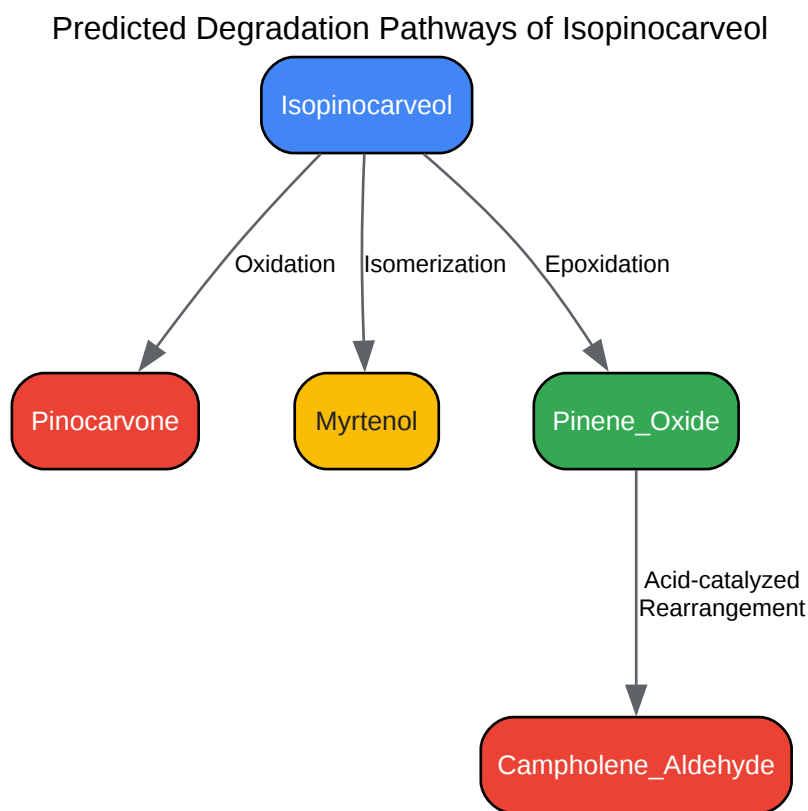 Predicted Degradation Pathways of Isopinocarveol
Isopinocarveol
Oxidation
Isomerization
Epoxidation
Pinocarvone
Myrtenol
Pinene_Oxide
Acid-catalyzed
Rearrangement
Campholene_Aldehyde